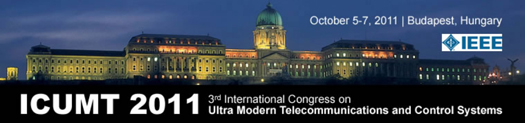 October 5-7, 2011 | Budapest, Hungary
IEEE
ICUMT 2011
3rd International Congress on
Ultra Modern Telecommunications and Control Systems